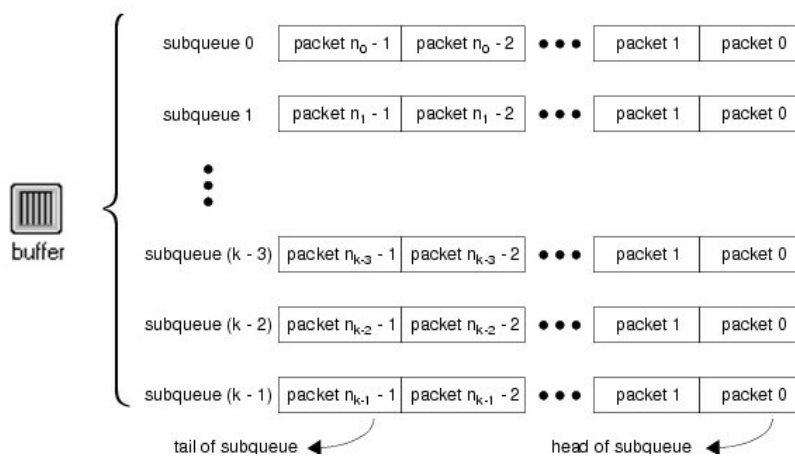 subqueue 0 packet n₀ - 1 packet n₀ - 2 ••• packet 1 packet 0
subqueue 1 packet n₁ - 1 packet n₁ - 2 ••• packet 1 packet 0
buffer
subqueue (k - 3) packet nₖ₋₃ - 1 packet nₖ₋₃ - 2 ••• packet 1 packet 0
subqueue (k - 2) packet nₖ₋₂ - 1 packet nₖ₋₂ - 2 ••• packet 1 packet 0
subqueue (k - 1) packet nₖ₋₁ - 1 packet nₖ₋₁ - 2 ••• packet 1 packet 0
tail of subqueue head of subqueue